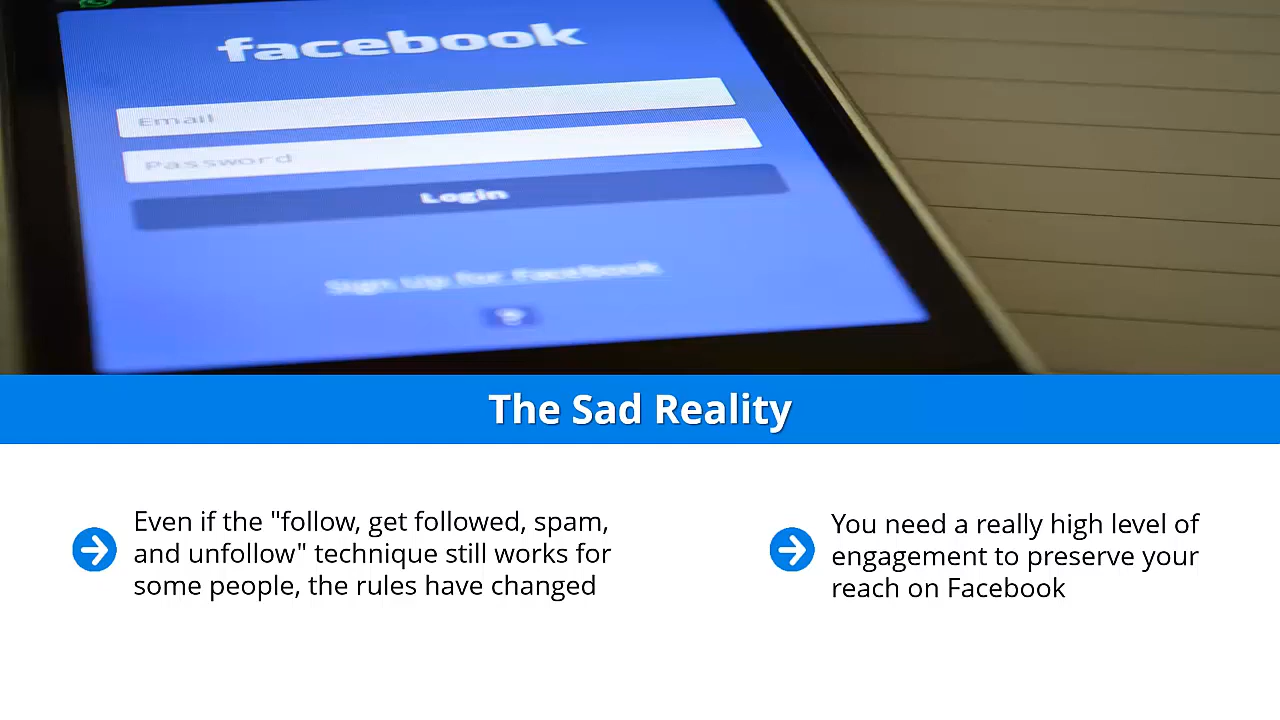 facebook
Email
Password
Login
Sign Up for Facebook
?
The Sad Reality
Even if the "follow, get followed, spam,
and unfollow" technique still works for
some people, the rules have changed
You need a really high level of
engagement to preserve your
reach on Facebook